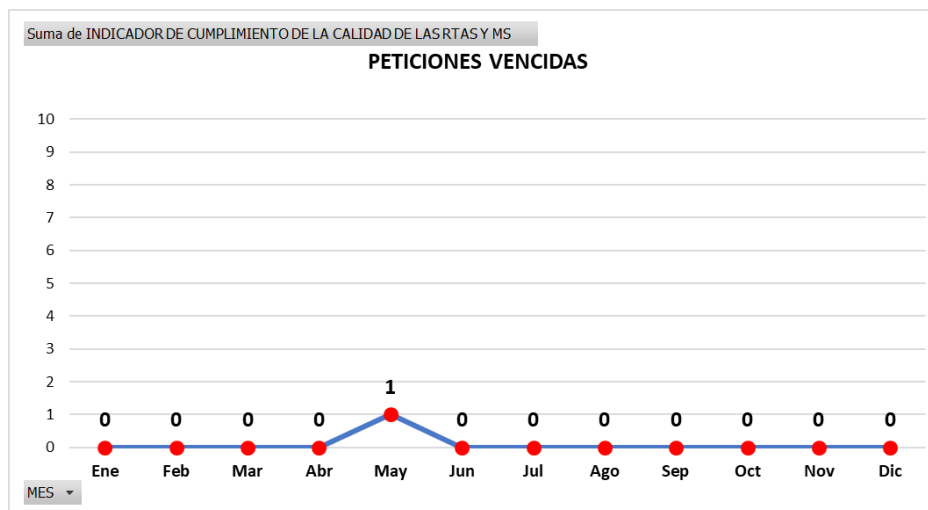 Suma de INDICADOR DE CUMPLIMIENTO DE LA CALIDAD DE LAS RTAS Y MS
PETICIONES VENCIDAS
10
9
8
7
6
5
4
3
2
1
0
1
0 0 0 0 0 0 0 0 0 0 0
Ene Feb Mar Abr May Jun Jul Ago Sep Oct Nov Dic
MES